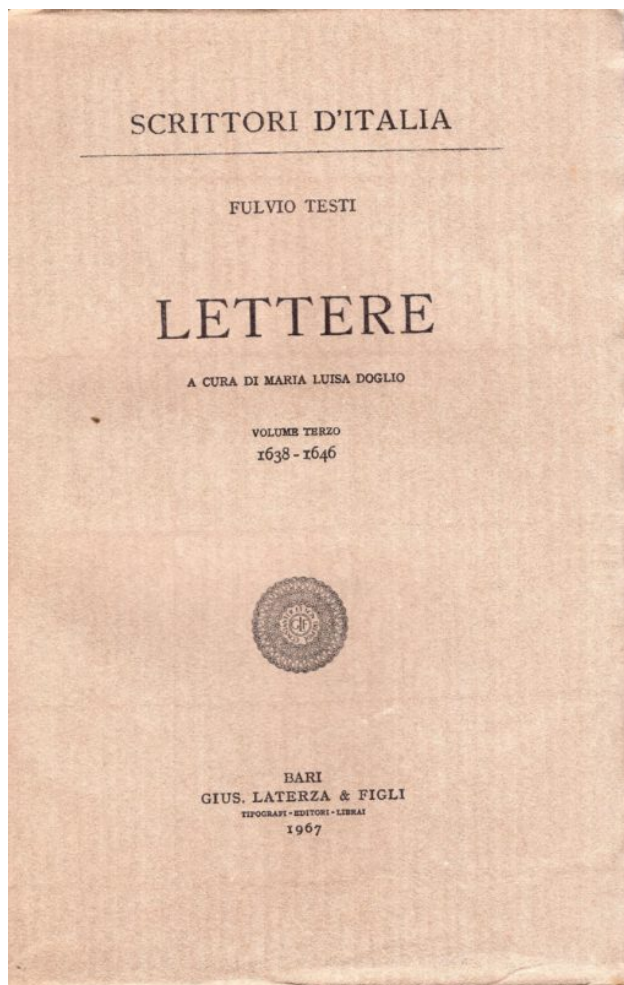 SCRITTORI D'ITALIA
FULVIO TESTI
LETTERE
A CURA DI MARIA LUISA DOGLIO
VOLUME TERZO
1638 - 1646
BARI
GIUS. LATERZA & FIGLI
TIPOGRAFI - EDITORI - LIBRAI
1967